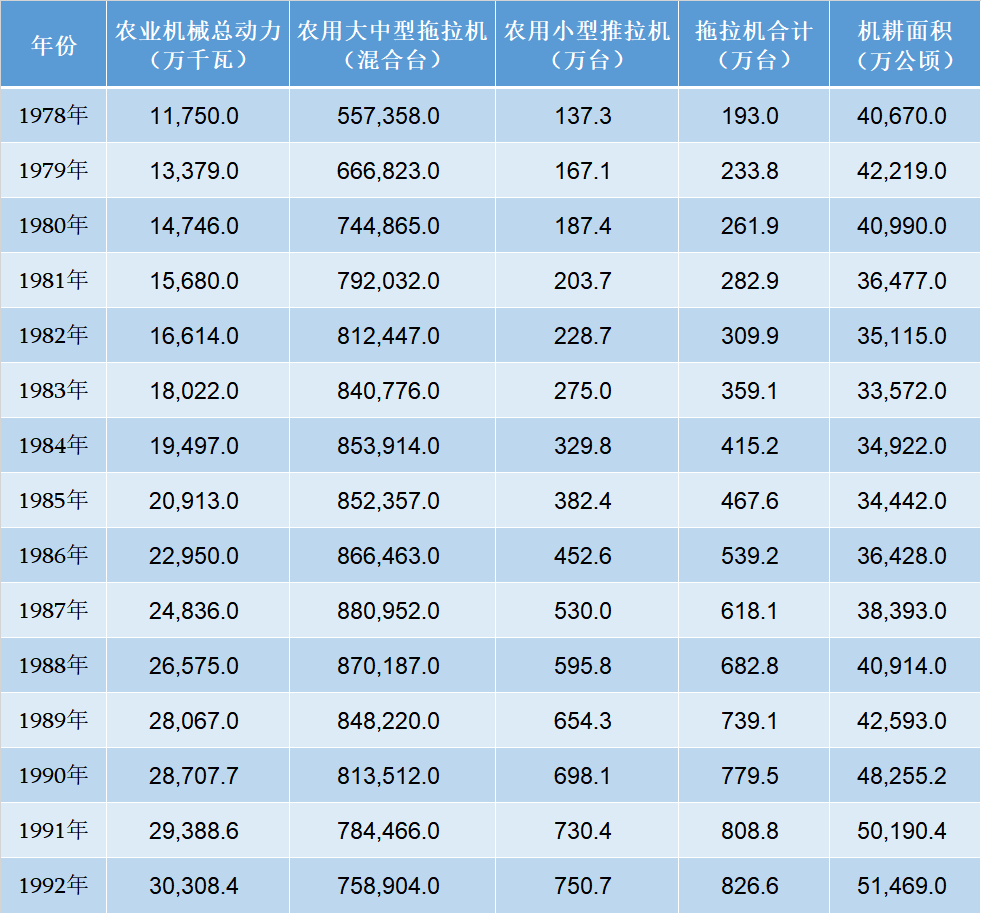 年份 农业机械总动力（万千瓦） 农用大中型拖拉机（混合台） 农用小型推拉机（万台） 拖拉机合计（万台） 机耕面积（万公顷）
1978年 11,750.0 557,358.0 137.3 193.0 40,670.0
1979年 13,379.0 666,823.0 167.1 233.8 42,219.0
1980年 14,746.0 744,865.0 187.4 261.9 40,990.0
1981年 15,680.0 792,032.0 203.7 282.9 36,477.0
1982年 16,614.0 812,447.0 228.7 309.9 35,115.0
1983年 18,022.0 840,776.0 275.0 359.1 33,572.0
1984年 19,497.0 853,914.0 329.8 415.2 34,922.0
1985年 20,913.0 852,357.0 382.4 467.6 34,442.0
1986年 22,950.0 866,463.0 452.6 539.2 36,428.0
1987年 24,836.0 880,952.0 530.0 618.1 38,393.0
1988年 26,575.0 870,187.0 595.8 682.8 40,914.0
1989年 28,067.0 848,220.0 654.3 739.1 42,593.0
1990年 28,707.7 813,512.0 698.1 779.5 48,255.2
1991年 29,388.6 784,466.0 730.4 808.8 50,190.4
1992年 30,308.4 758,904.0 750.7 826.6 51,469.0